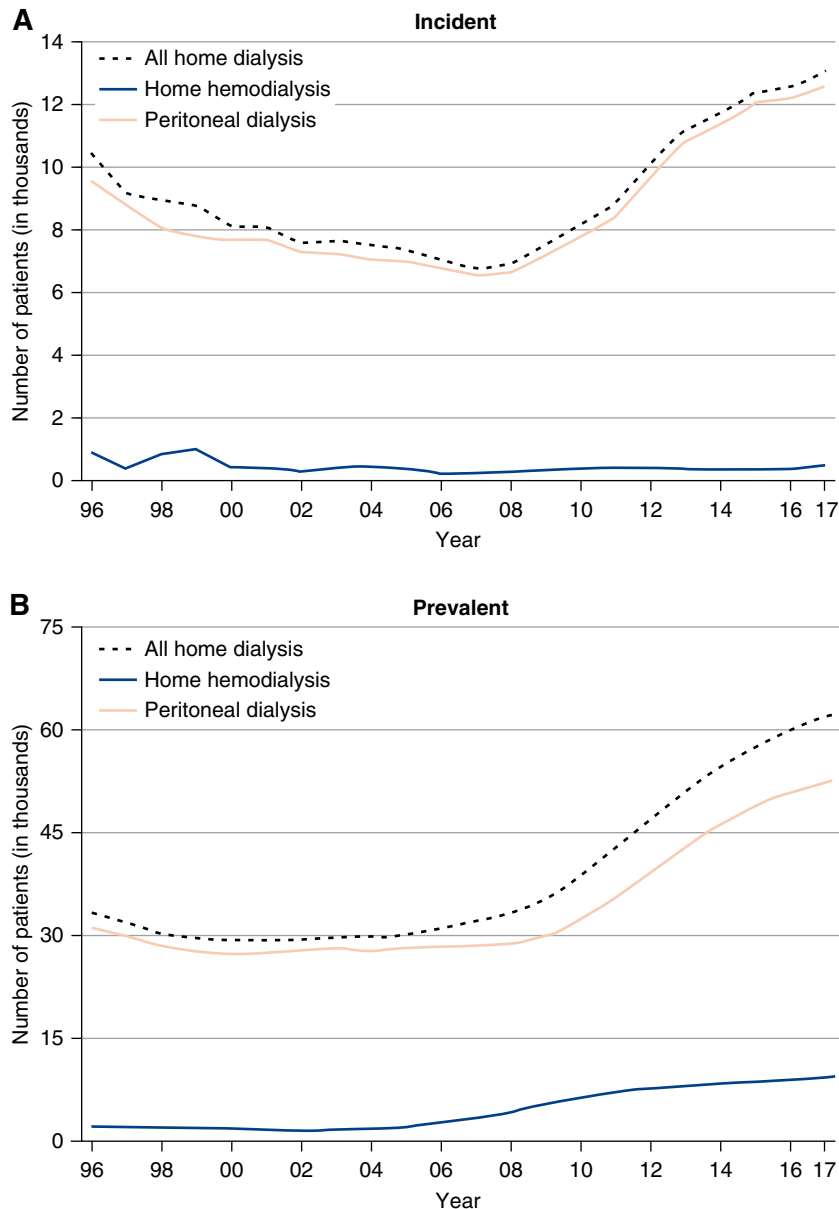 A
Incident
14
12
10
8
6
4
2
0
Number of patients (in thousands)
All home dialysis
Home hemodialysis
Peritoneal dialysis
96 98 00 02 04 06 08 10 12 14 16 17
Year
B
Prevalent
75
60
45
30
15
0
Number of patients (in thousands)
All home dialysis
Home hemodialysis
Peritoneal dialysis
96 98 00 02 04 06 08 10 12 14 16 17
Year